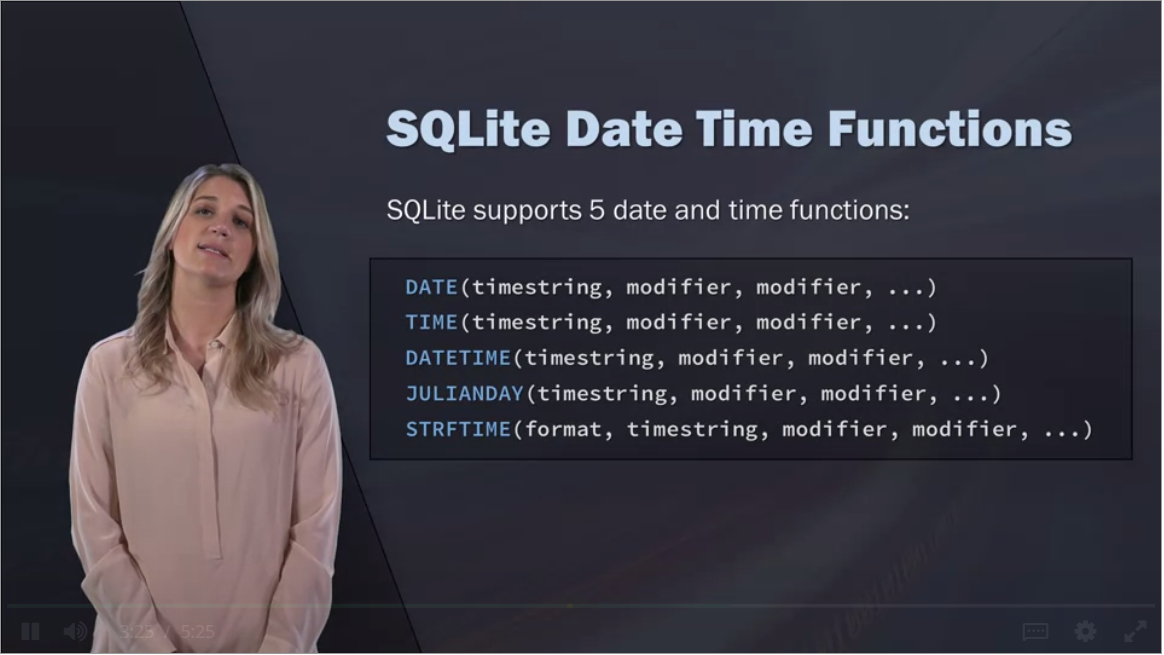 SQLite Date Time Functions
SQLite supports 5 date and time functions:
DATE(timestring, modifier, modifier, ...)
TIME(timestring, modifier, modifier, ...)
DATETIME(timestring, modifier, modifier, ...)
JULIANDAY(timestring, modifier, modifier, ...)
STRFTIME(format, timestring, modifier, modifier, ...)
3:23 / 5:25